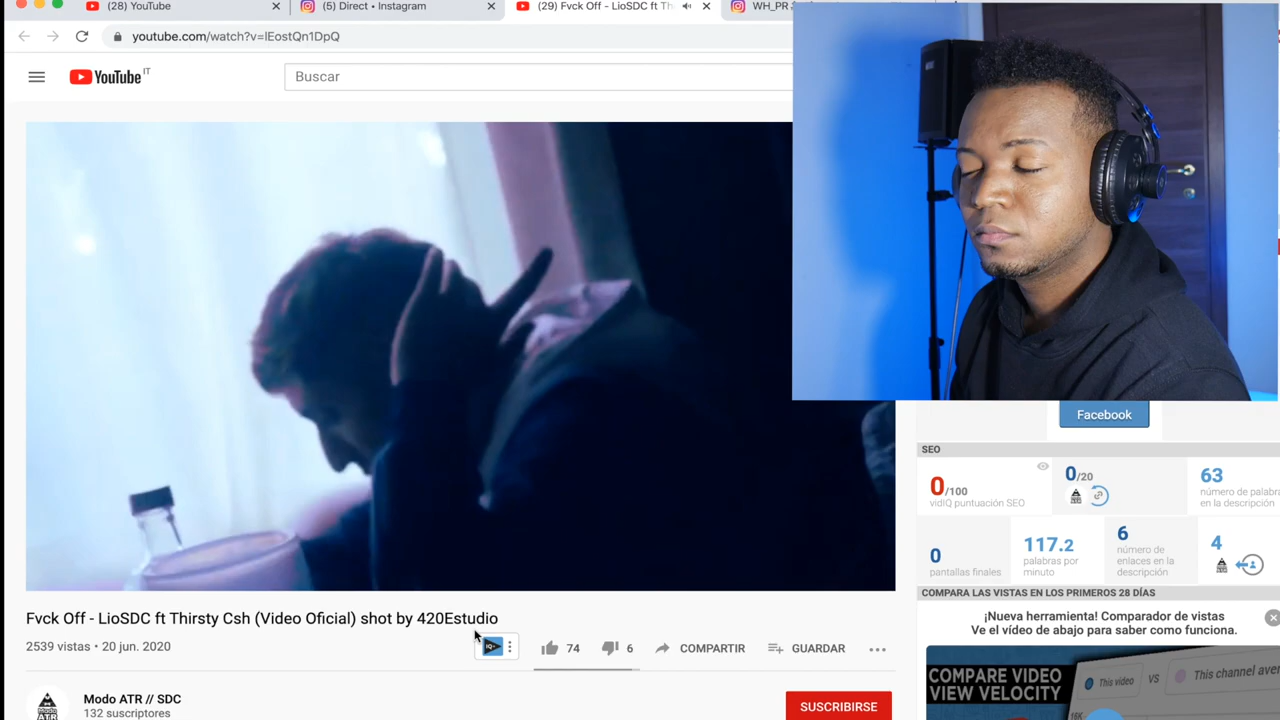 (28) YouTube
(5) Direct • Instagram
(29) Fvck Off - LioSDC ft Th
WH_PR
youtube.com/watch?v=lEostQn1DpQ
YouTube IT
Buscar
Facebook
SEO
0/100
vidIQ puntuación SEO
0/20
63
número de palabra
en la descripción
0
pantallas finales
117.2
palabras por
minuto
6
número de
enlaces en la
descripción
4
COMPARA LAS VISTAS EN LOS PRIMEROS 28 DÍAS
¡Nueva herramienta! Comparador de vistas
Ve el vídeo de abajo para saber como funciona.
COMPARE VIDEO
VIEW VELOCITY
This video
VS
This channel aver
16K
Fvck Off - LioSDC ft Thirsty Csh (Video Oficial) shot by 420Estudio
2539 vistas • 20 jun. 2020
IQ
74
6
COMPARTIR
GUARDAR
Modo ATR // SDC
132 suscriptores
SUSCRIBIRSE